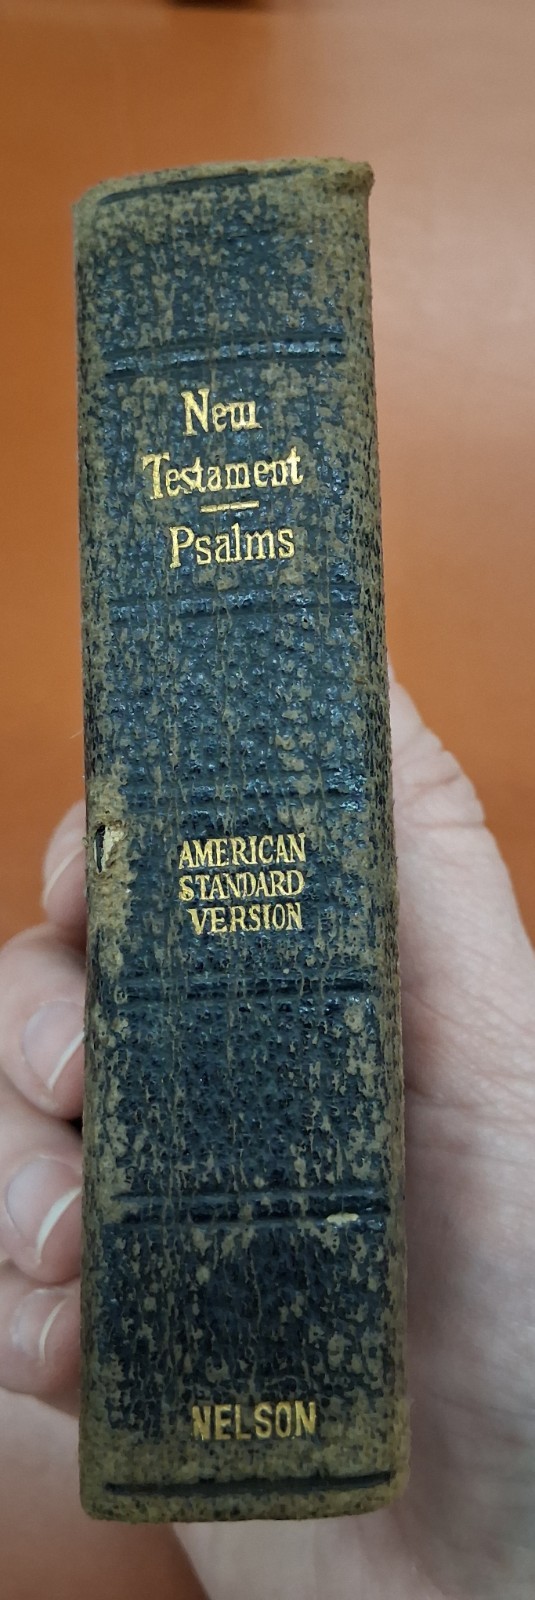 New
Testament
Psalms
AMERICAN
STANDARD
VERSION
NELSON